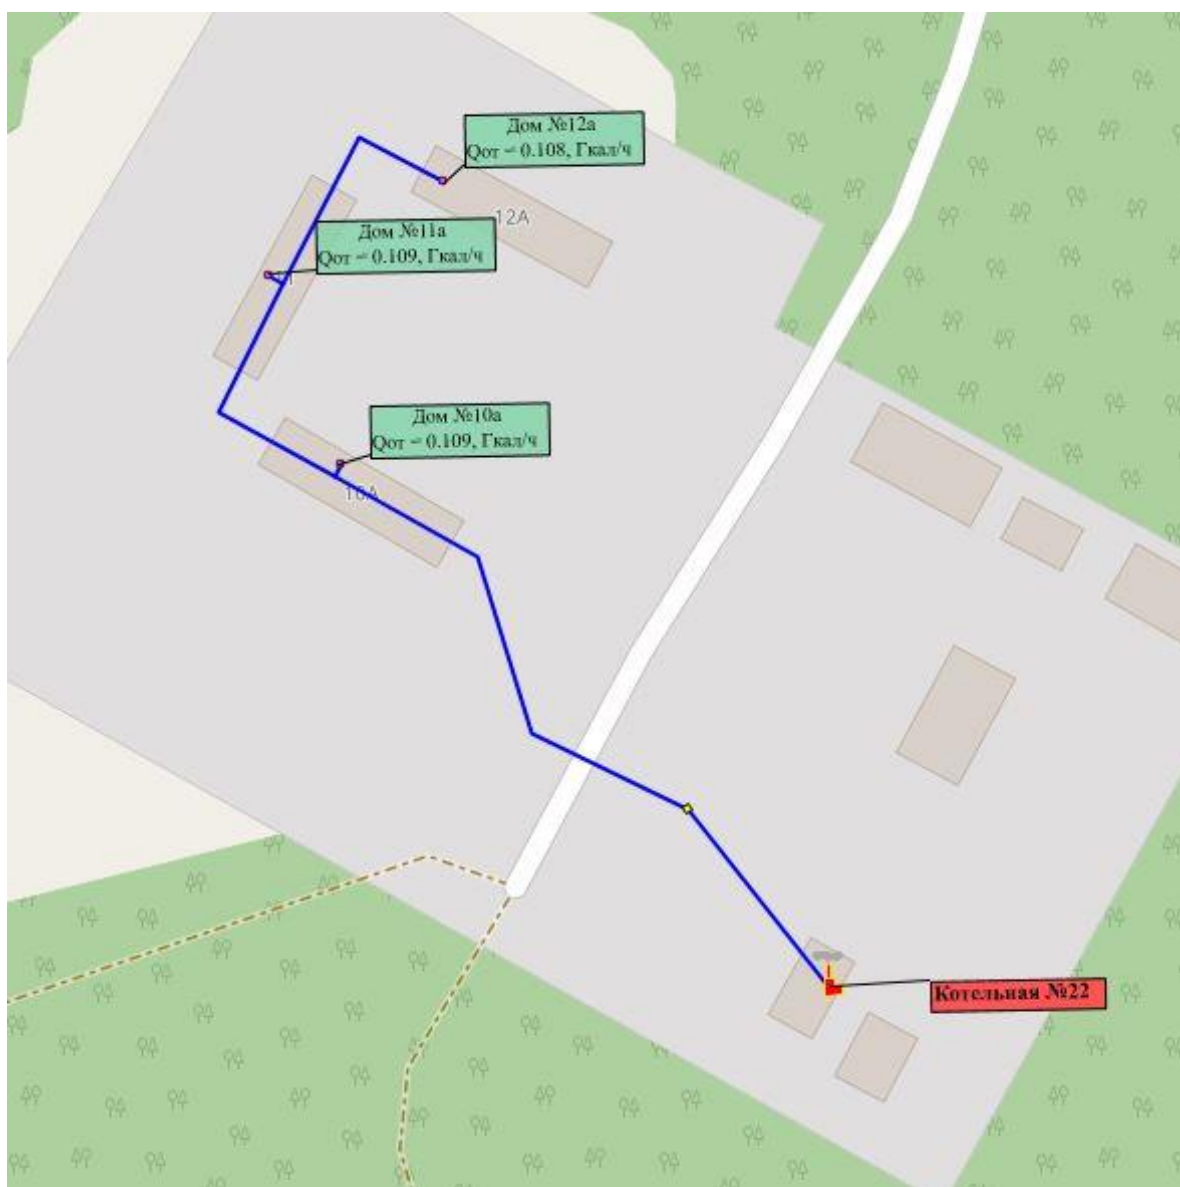 Дом №12а
Qот = 0.108, Гкал/ч
12А
Дом №11а
Qот = 0.109, Гкал/ч
Дом №10а
Qот = 0.109, Гкал/ч
10А
Котельная №22